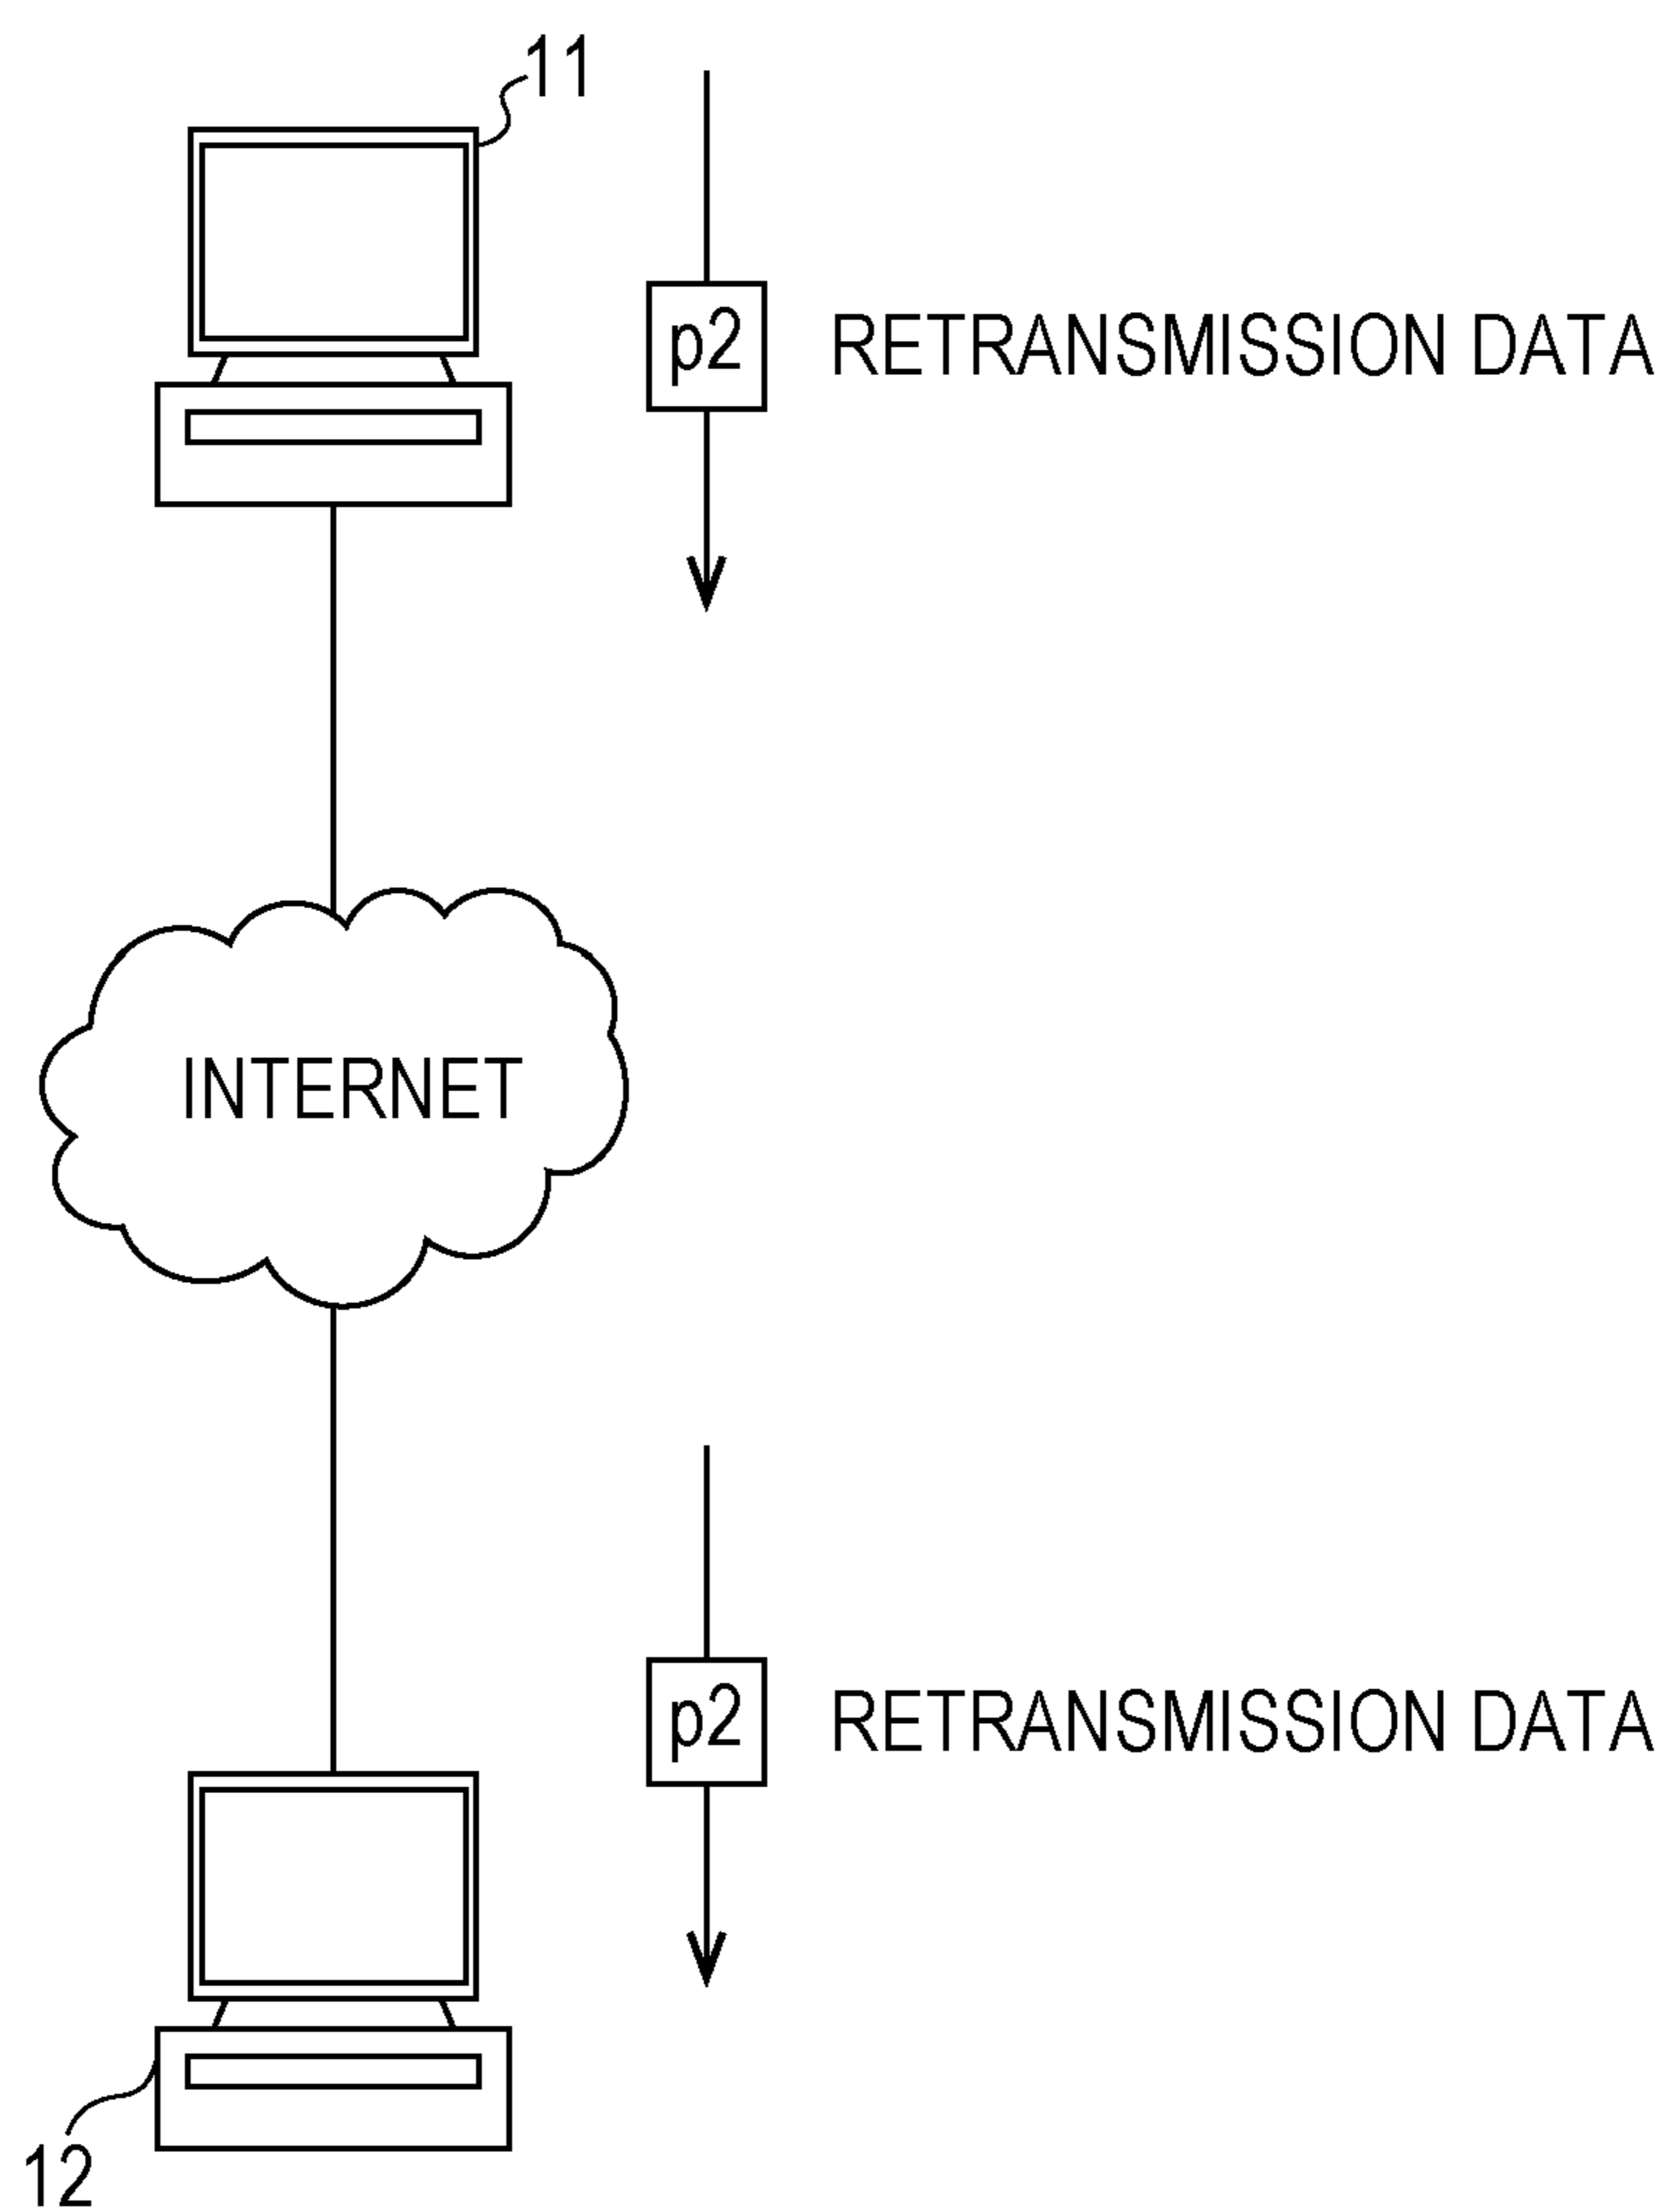 11
p2 RETRANSMISSION DATA
INTERNET
p2 RETRANSMISSION DATA
12